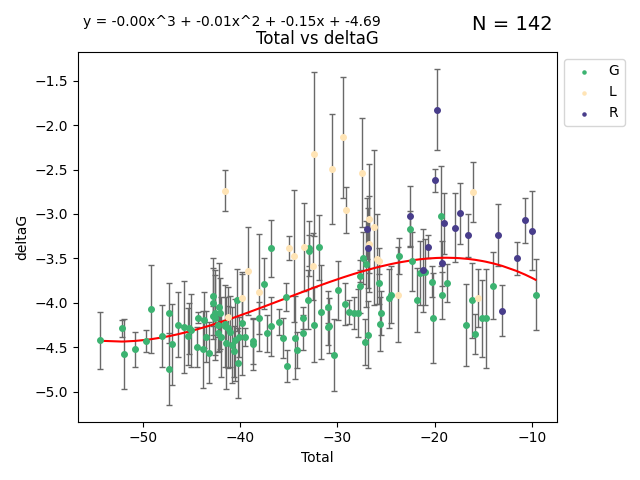 y = -0.00x^3 + -0.01x^2 + -0.15x + -4.69
N = 142
Total vs deltaG
G
L
R
deltaG
−1.5
−2.0
−2.5
−3.0
−3.5
−4.0
−4.5
−5.0
−50
−40
−30
−20
−10
Total